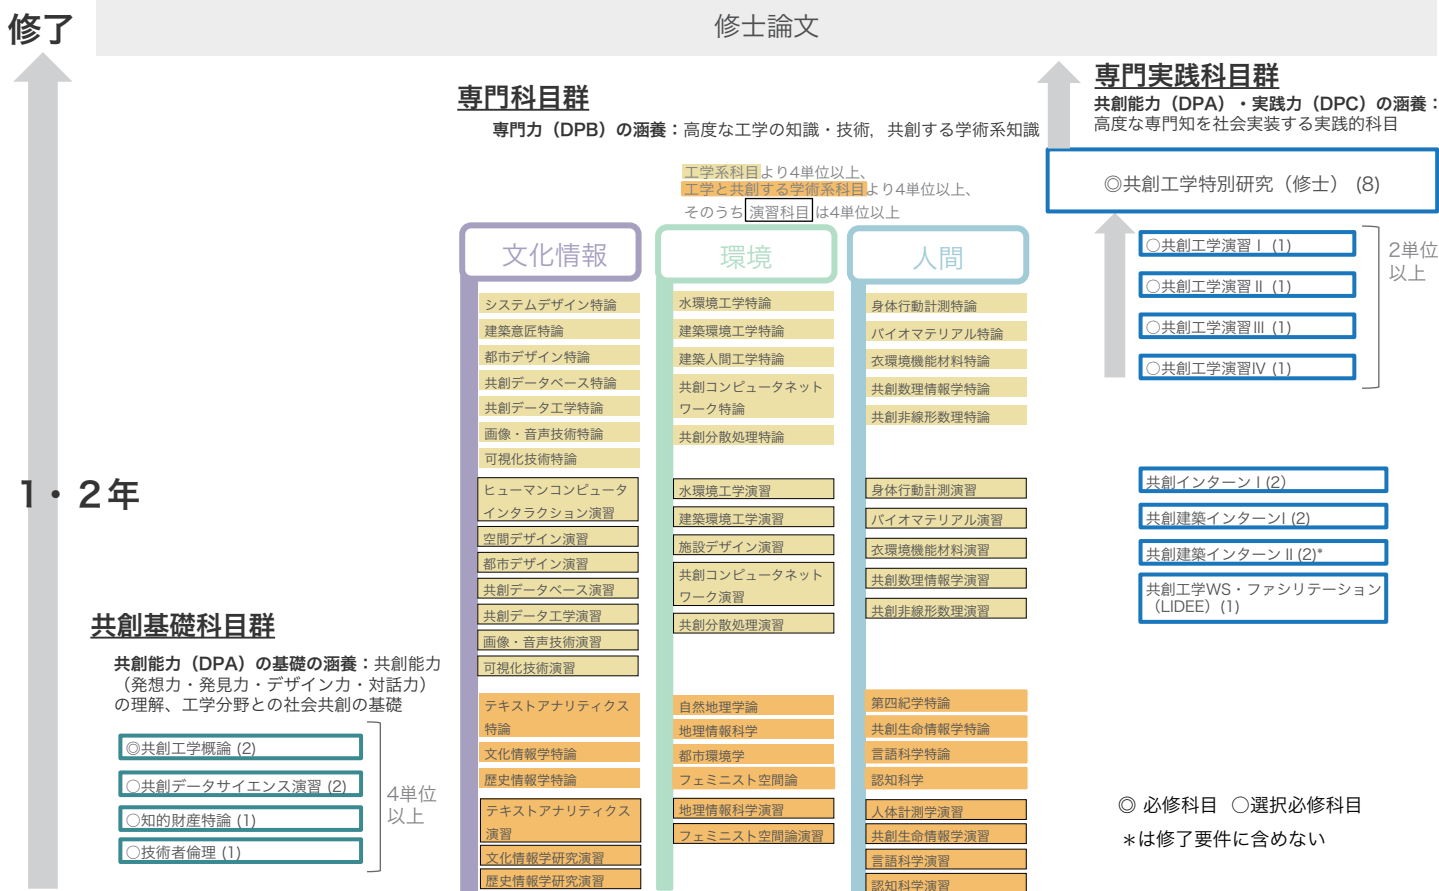 修了
修士論文
専門科目群
専門力（DPB）の涵養：高度な工学の知識・技術，共創する学術系知識
工学系科目より4単位以上、
工学と共創する学術系科目より4単位以上、
そのうち演習科目は4単位以上
専門実践科目群
共創能力（DPA）・実践力（DPC）の涵養：
高度な専門知を社会実装する実践的科目
◎共創工学特別研究（修士） (8)
○共創工学演習Ⅰ (1)
○共創工学演習Ⅱ (1)
○共創工学演習Ⅲ (1)
○共創工学演習Ⅳ (1)
2単位
以上
共創インターンⅠ(2)
共創建築インターンI (2)
共創建築インターンⅡ(2)*
共創工学WS・ファシリテーション
（LIDEE）(1)
文化情報
システムデザイン特論
建築意匠特論
都市デザイン特論
共創データベース特論
共創データ工学特論
画像・音声技術特論
可視化技術特論
ヒューマンコンピュータ
インタラクション演習
空間デザイン演習
都市デザイン演習
共創データベース演習
共創データ工学演習
画像・音声技術演習
可視化技術演習
テキストアナリティクス
特論
文化情報学特論
歴史情報学特論
テキストアナリティクス
演習
文化情報学研究演習
歴史情報学研究演習
環境
水環境工学特論
建築環境工学特論
建築人間工学特論
共創コンピュータネット
ワーク特論
共創分散処理特論
水環境工学演習
建築環境工学演習
施設デザイン演習
共創コンピュータネット
ワーク演習
共創分散処理演習
自然地理学論
地理情報科学
都市環境学
フェミニスト空間論
地理情報科学演習
フェミニスト空間論演習
人間
身体行動計測特論
バイオマテリアル特論
衣環境機能材料特論
共創数理情報学特論
共創非線形数理特論
身体行動計測演習
バイオマテリアル演習
衣環境機能材料演習
共創数理情報学演習
共創非線形数理演習
第四紀学特論
共創生命情報学特論
言語科学特論
認知科学
人体計測学演習
共創生命情報学演習
言語科学演習
認知科学演習
1・2年
共創基礎科目群
共創能力（DPA）の基礎の涵養：共創能力
（発想力・発見力・デザイン力・対話力）
の理解、工学分野との社会共創の基礎
◎共創工学概論 (2)
○共創データサイエンス演習 (2)
○知的財産特論 (1)
○技術者倫理 (1)
4単位
以上
◎ 必修科目 ○選択必修科目
＊は修了要件に含めない